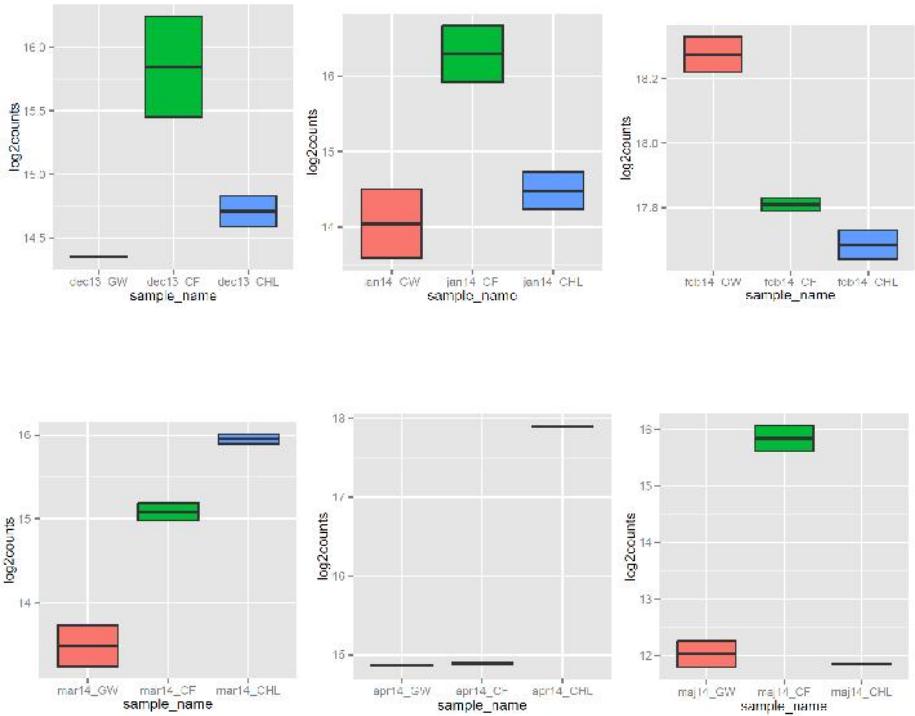 log2counts
16.0
15.5
15.0
14.5
dec13_GW dec13_CF dec13_CHL
sample_name
log2counts
16
15
14
jan14_GW jan14_CF jan14_CHL
sample_name
log2counts
18.2
18.0
17.8
feb14_GW feb14_CF feb14_CHL
sample_name
log2counts
16
15
14
mar14_GW mar14_CF mar14_CHL
sample_name
log2counts
18
17
16
15
apr14_GW apr14_CF apr14_CHL
sample_name
log2counts
16
15
14
13
12
maj14_GW maj14_CF maj14_CHL
sample_name